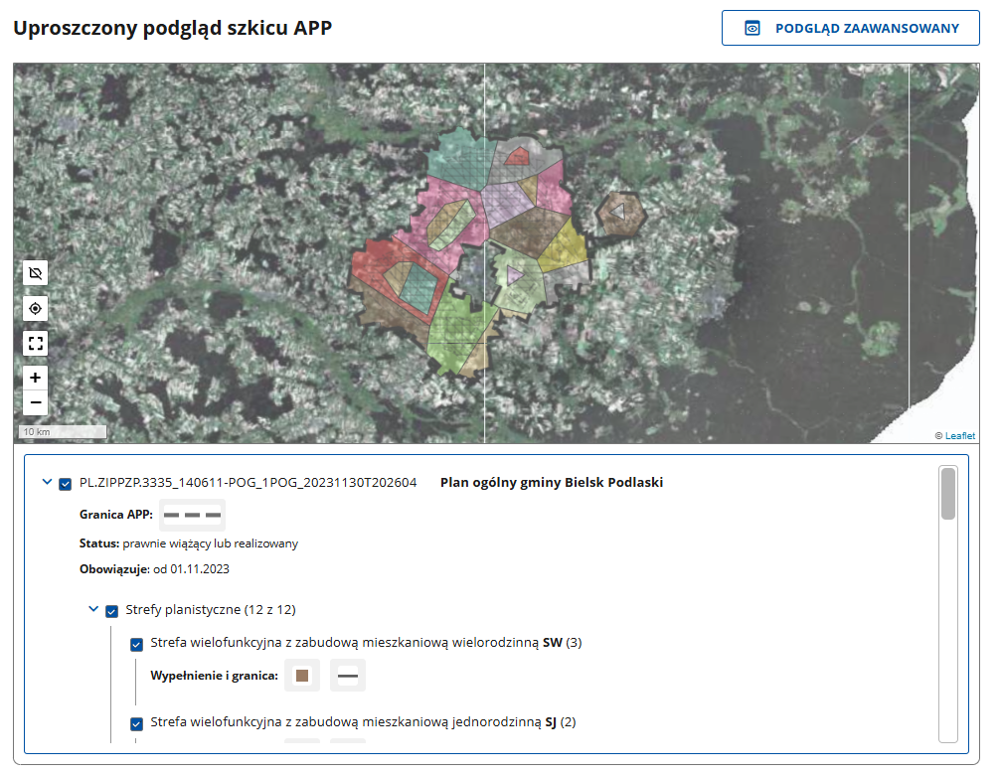 Uproszczony podgląd szkicu APP
PODGLĄD ZAAWANSOWANY
+
−
10 km
© Leaflet
PL.ZIPPZP.3335_140611-POG_1POG_20231130T202604 Plan ogólny gminy Bielsk Podlaski
Granica APP:
Status: prawnie wiążący lub realizowany
Obowiązuje: od 01.11.2023
Strefy planistyczne (12 z 12)
Strefa wielofunkcyjna z zabudową mieszkaniową wielorodzinną SW (3)
Wypełnienie i granica:
Strefa wielofunkcyjna z zabudową mieszkaniową jednorodzinną SJ (2)